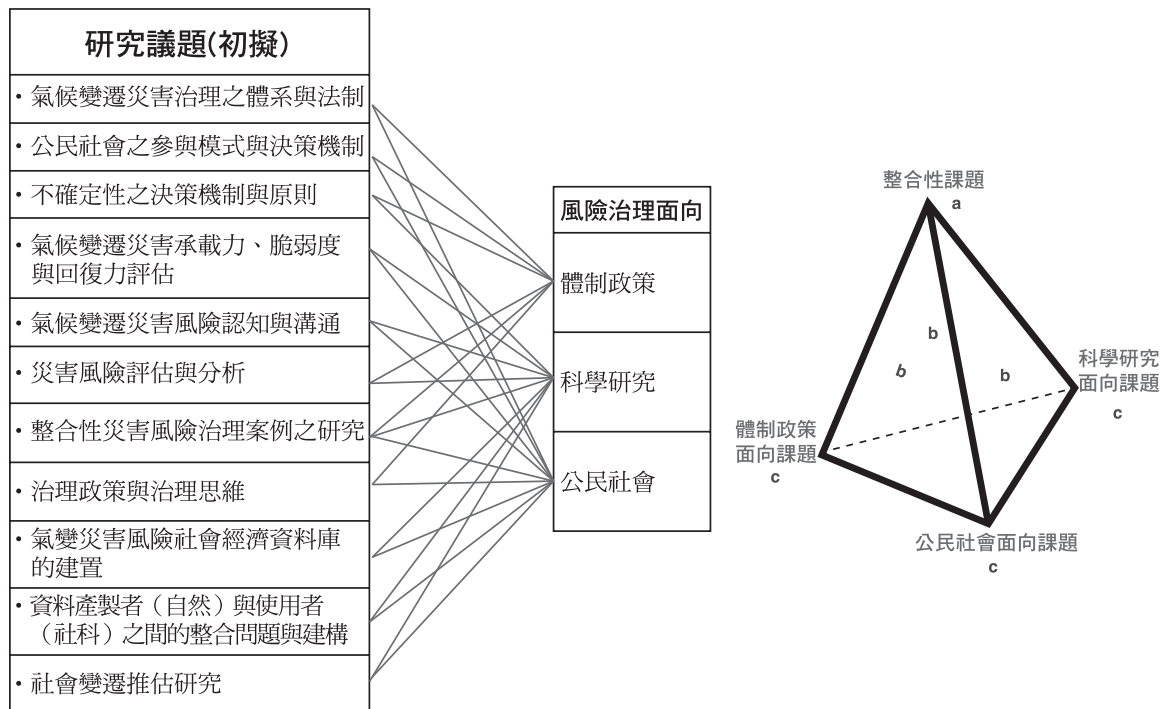 研究議題(初擬)
・氣候變遷災害治理之體系與法制
・公民社會之參與模式與決策機制
・不確定性之決策機制與原則
・氣候變遷災害承載力、脆弱度
與回復力評估
・氣候變遷災害風險認知與溝通
・災害風險評估與分析
・整合性災害風險治理案例之研究
・治理政策與治理思維
・氣變災害風險社會經濟資料庫
的建置
・資料產製者（自然）與使用者
（社科）之間的整合問題與建構
・社會變遷推估研究
風險治理面向
體制政策
科學研究
公民社會
整合性課題
a
b
b
b
科學研究
面向課題
c
體制政策
面向課題
c
公民社會面向課題
c